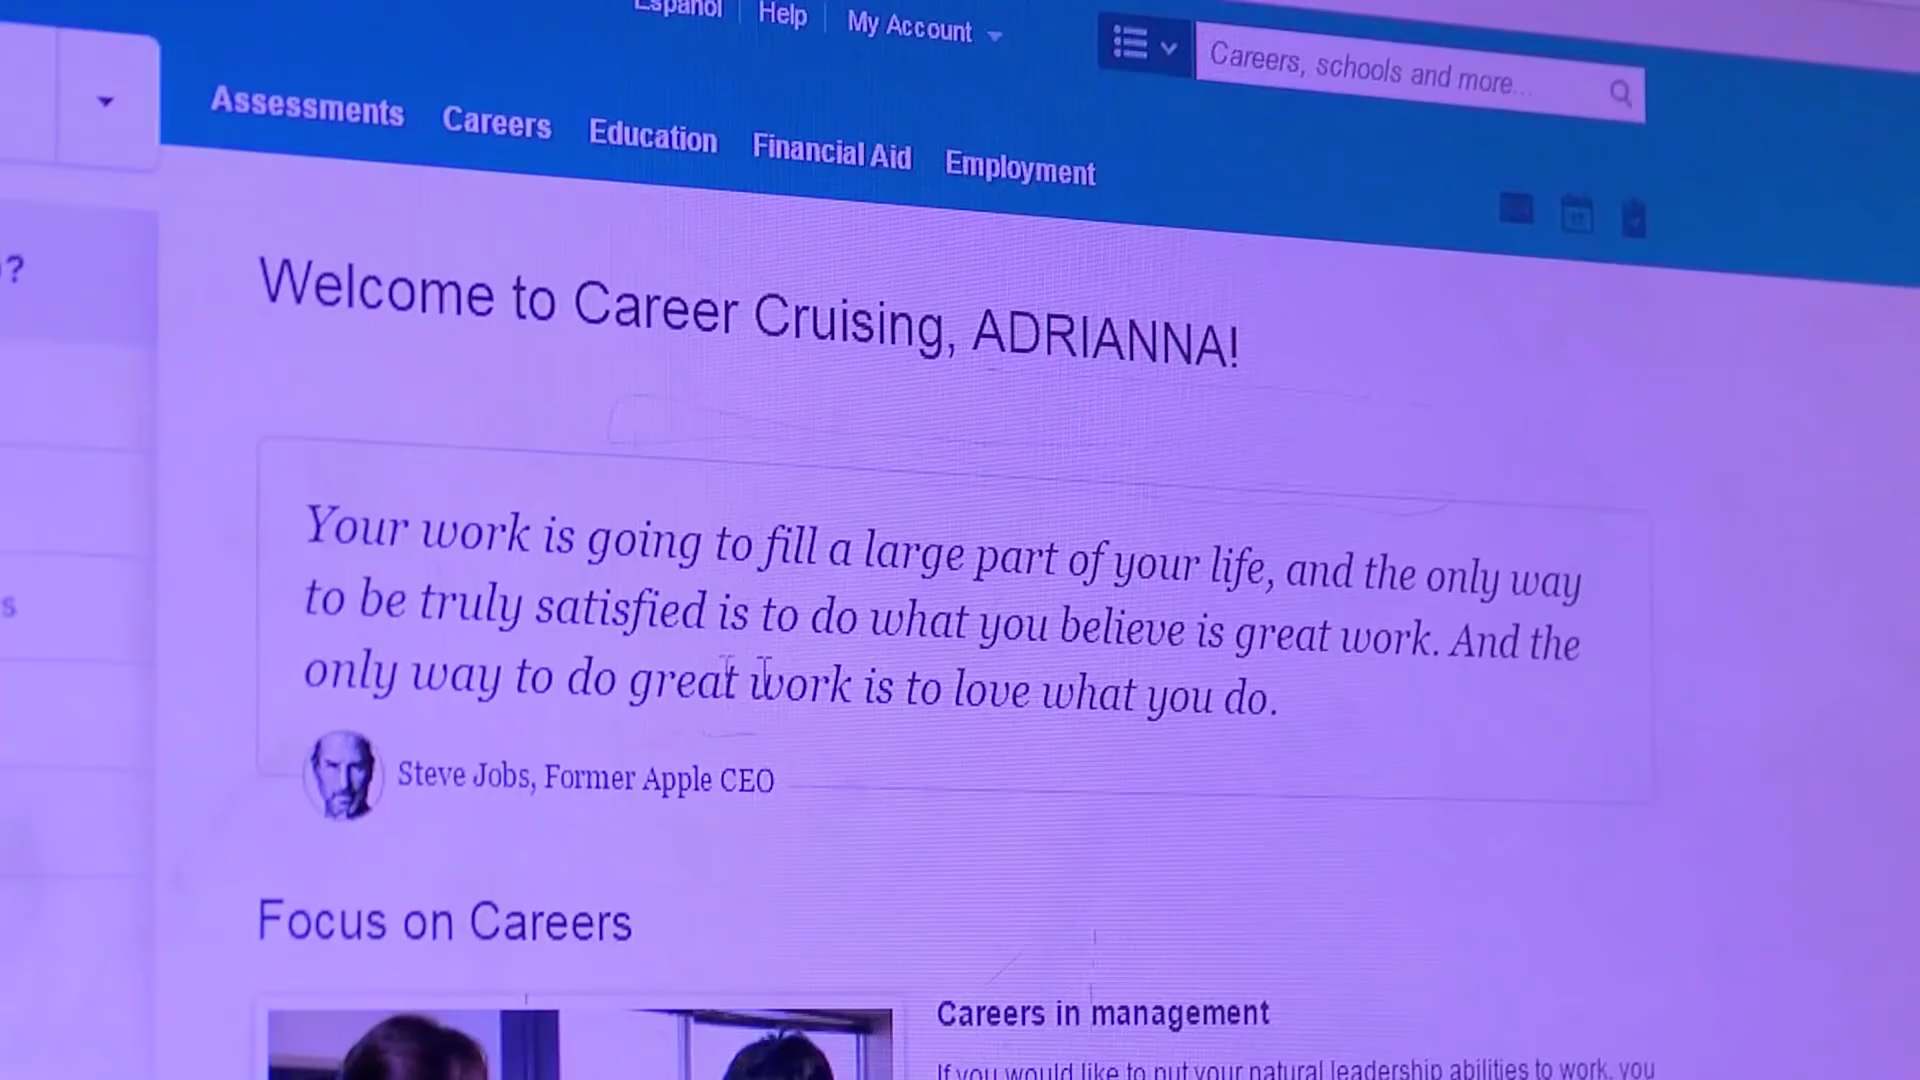 Español Help My Account
Careers, schools and more...
Assessments Careers Education Financial Aid Employment
?
Welcome to Career Cruising, ADRIANNA!
Your work is going to fill a large part of your life, and the only way
to be truly satisfied is to do what you believe is great work. And the
only way to do great work is to love what you do.
s
Steve Jobs, Former Apple CEO
Focus on Careers
Careers in management
If you would like to put your natural leadership abilities to work, you